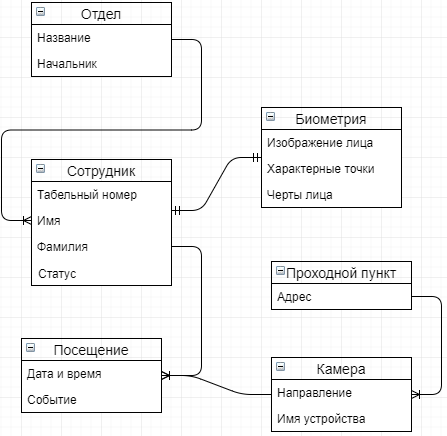 Отдел
Название
Начальник
Биометрия
Изображение лица
Характерные точки
Черты лица
Сотрудник
Табельный номер
Имя
Фамилия
Статус
Проходной пункт
Адрес
Посещение
Дата и время
Событие
Камера
Направление
Имя устройства